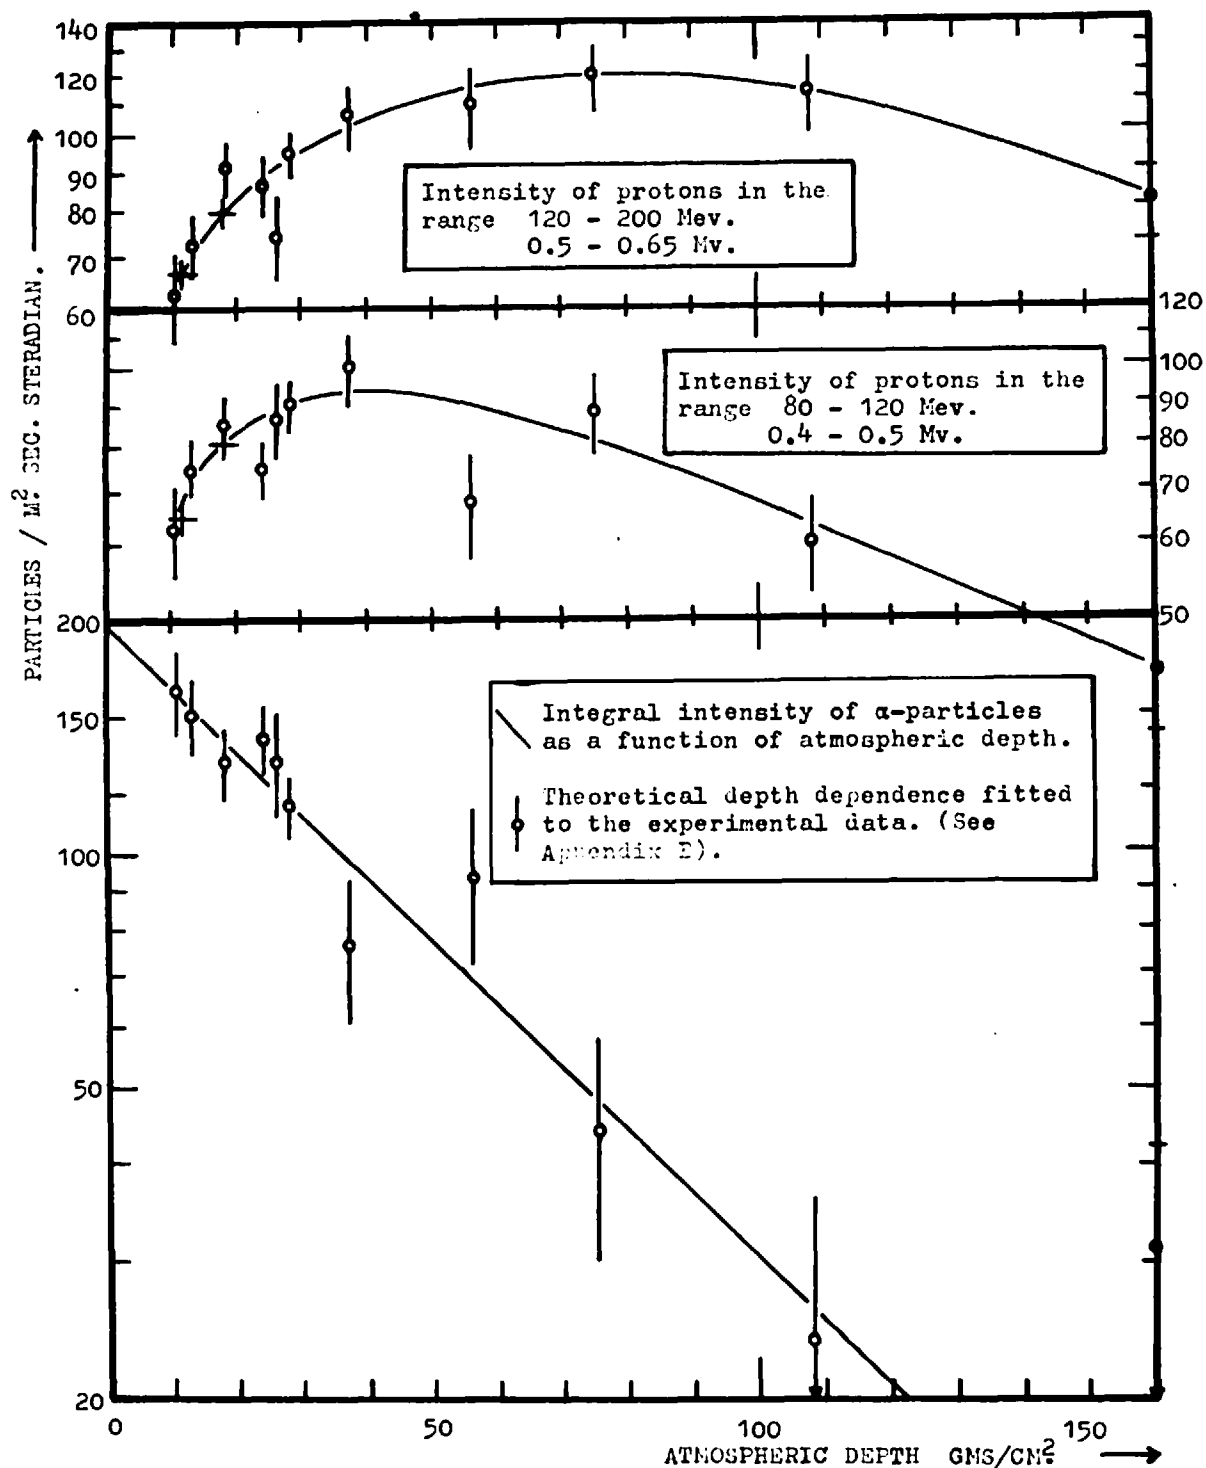 140
120
100
90
80
70
60
Intensity of protons in the
range 120 - 200 Mev.
0.5 - 0.65 Mv.
120
100
90
80
70
60
50
Intensity of protons in the
range 80 - 120 Mev.
0.4 - 0.5 Mv.
PARTICLES / M² SEC. STERADIAN.
200
150
100
50
20
Integral intensity of α-particles
as a function of atmospheric depth.
Theoretical depth dependence fitted
to the experimental data. (See
Appendix
0 50 100 150
ATMOSPHERIC DEPTH GMS/CM²